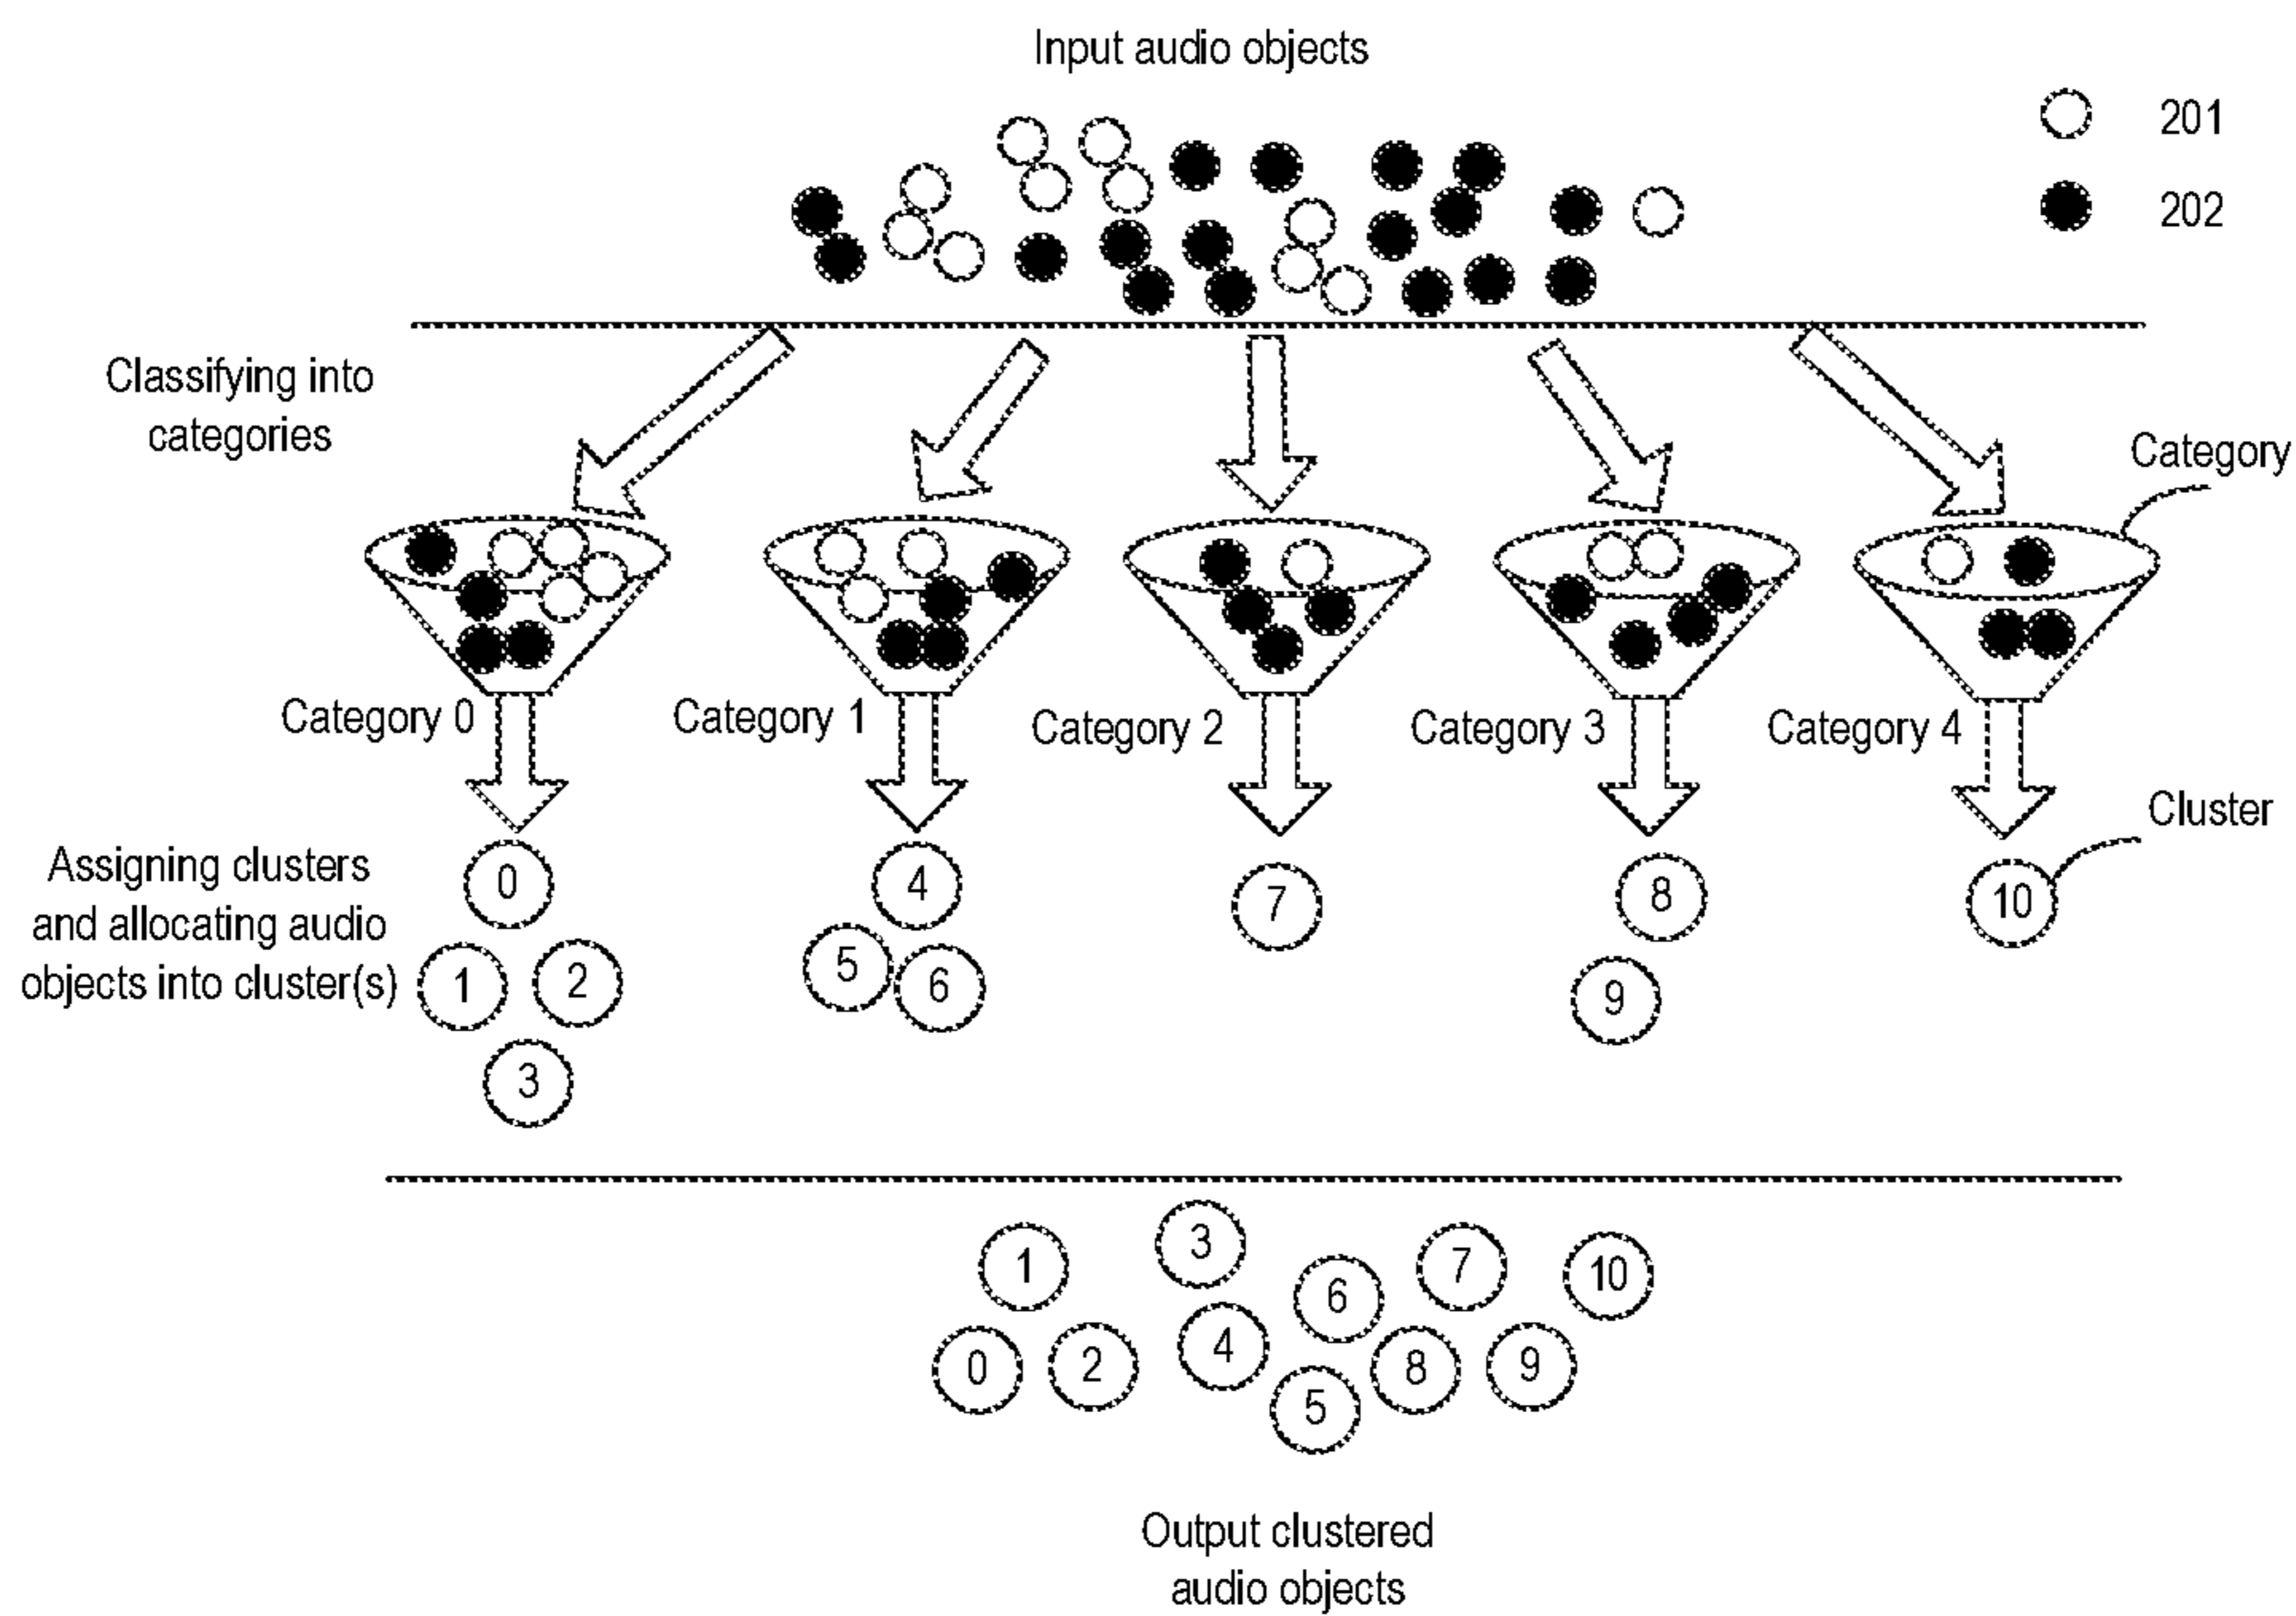 Input audio objects
201
202
Classifying into
categories
Category
Category 0
Category 1
Category 2
Category 3
Category 4
Cluster
Assigning clusters
and allocating audio
objects into cluster(s)
0
4
7
8
10
1
2
5
6
9
3
1
3
6
7
10
0
2
4
5
8
9
Output clustered
audio objects